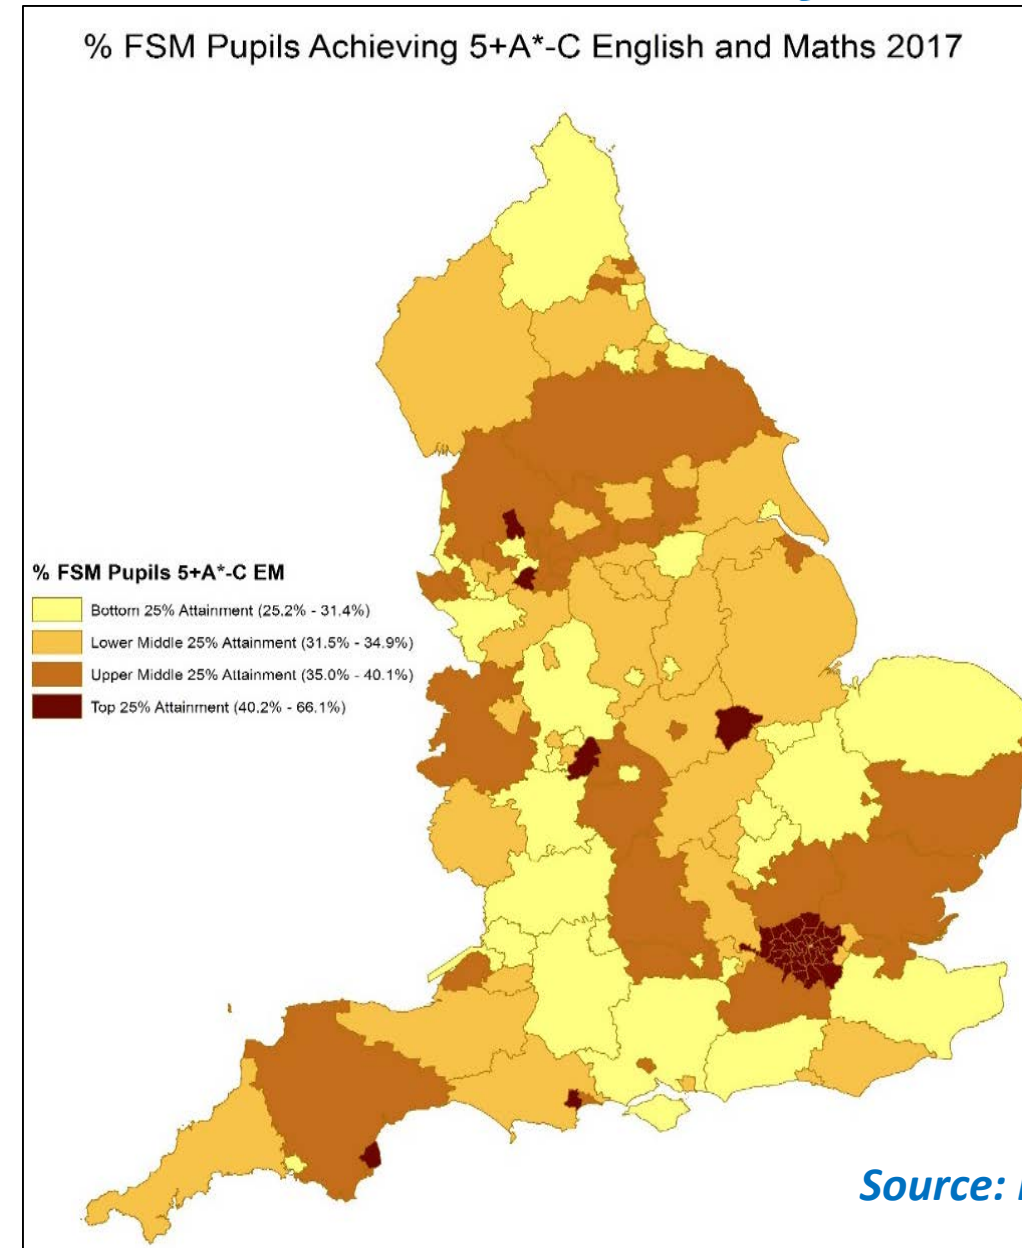 % FSM Pupils Achieving 5+A*-C English and Maths 2017
% FSM Pupils 5+A*-C EM
Bottom 25% Attainment (25.2% - 31.4%)
Lower Middle 25% Attainment (31.5% - 34.9%)
Upper Middle 25% Attainment (35.0% - 40.1%)
Top 25% Attainment (40.2% - 66.1%)
Source: